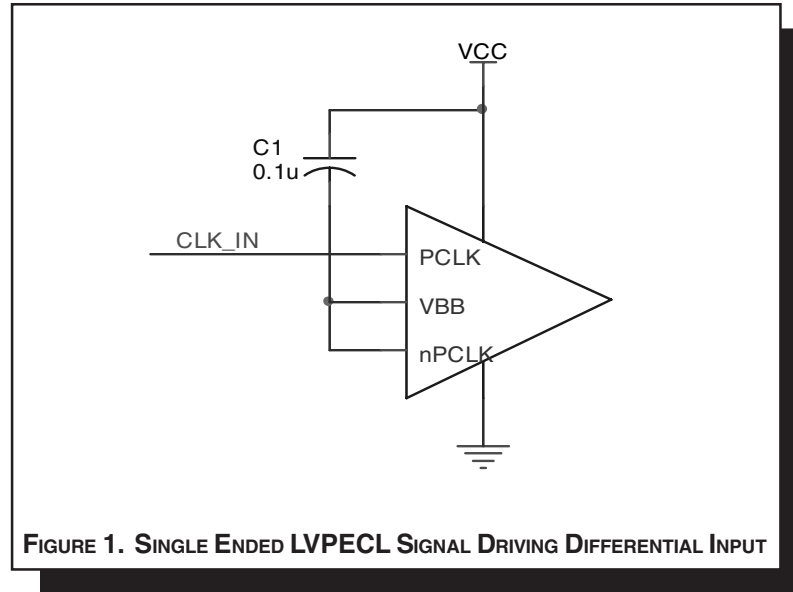 VCC
C1
0.1u
CLK_IN
PCLK
VBB
nPCLK
FIGURE 1. SINGLE ENDED LVPECL SIGNAL DRIVING DIFFERENTIAL INPUT